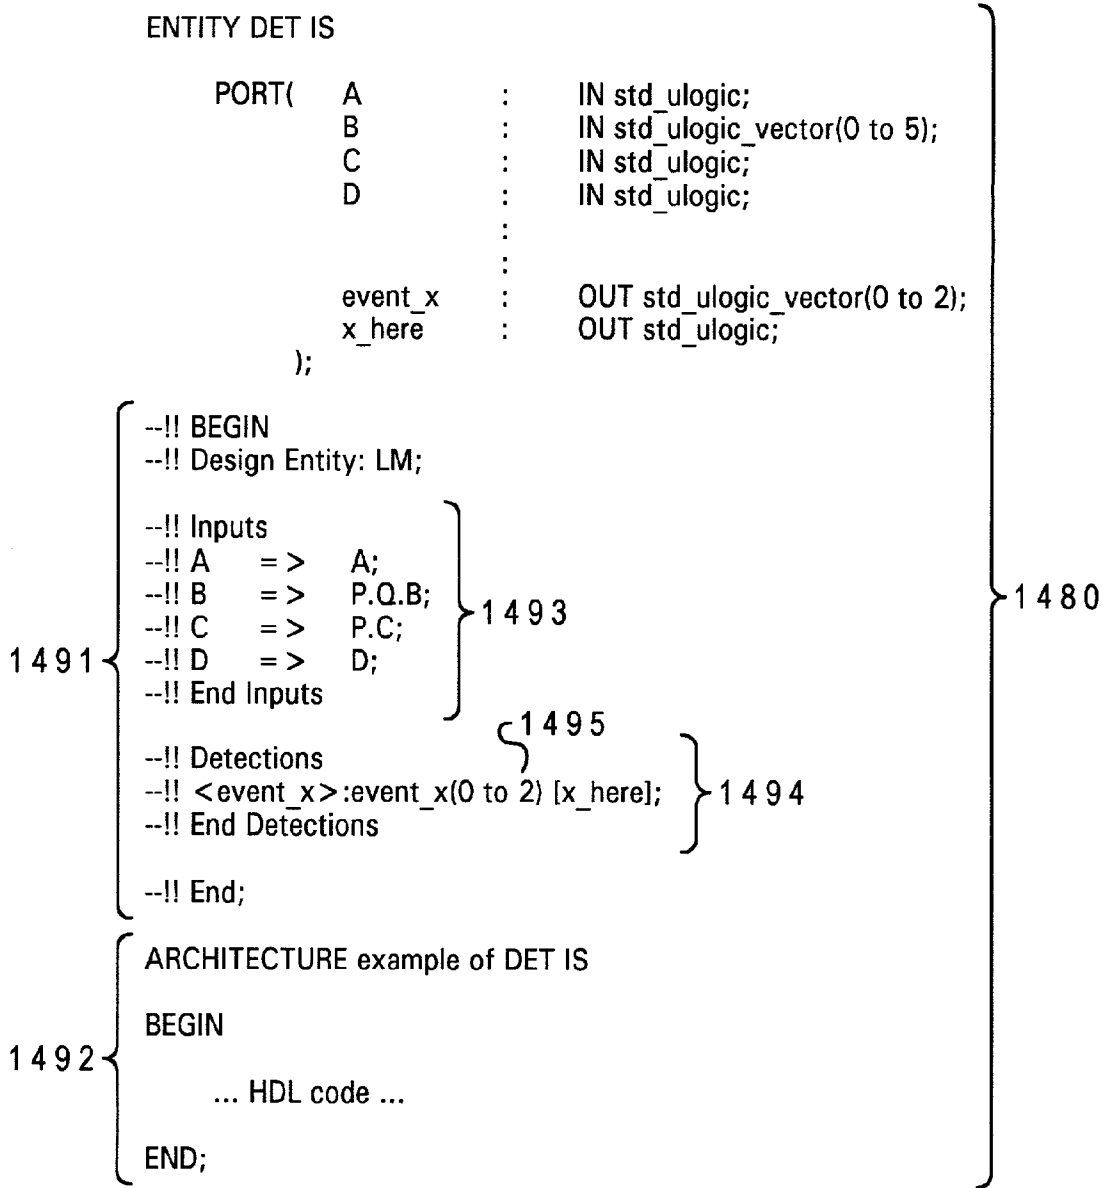 ENTITY DET IS
PORT( A : IN std_ulogic;
B : IN std_ulogic_vector(0 to 5);
C : IN std_ulogic;
D : IN std_ulogic;
:
:
event_x : OUT std_ulogic_vector(0 to 2);
x_here : OUT std_ulogic;
);
--!! BEGIN
--!! Design Entity: LM;
--!! Inputs
--!! A => A;
--!! B => P.Q.B;
--!! C => P.C;
--!! D => D;
--!! End Inputs
1493
1480
1491
1495
--!! Detections
--!! <event_x>:event_x(0 to 2) [x_here];
--!! End Detections
1494
--!! End;
ARCHITECTURE example of DET IS
BEGIN
1492
... HDL code ...
END;